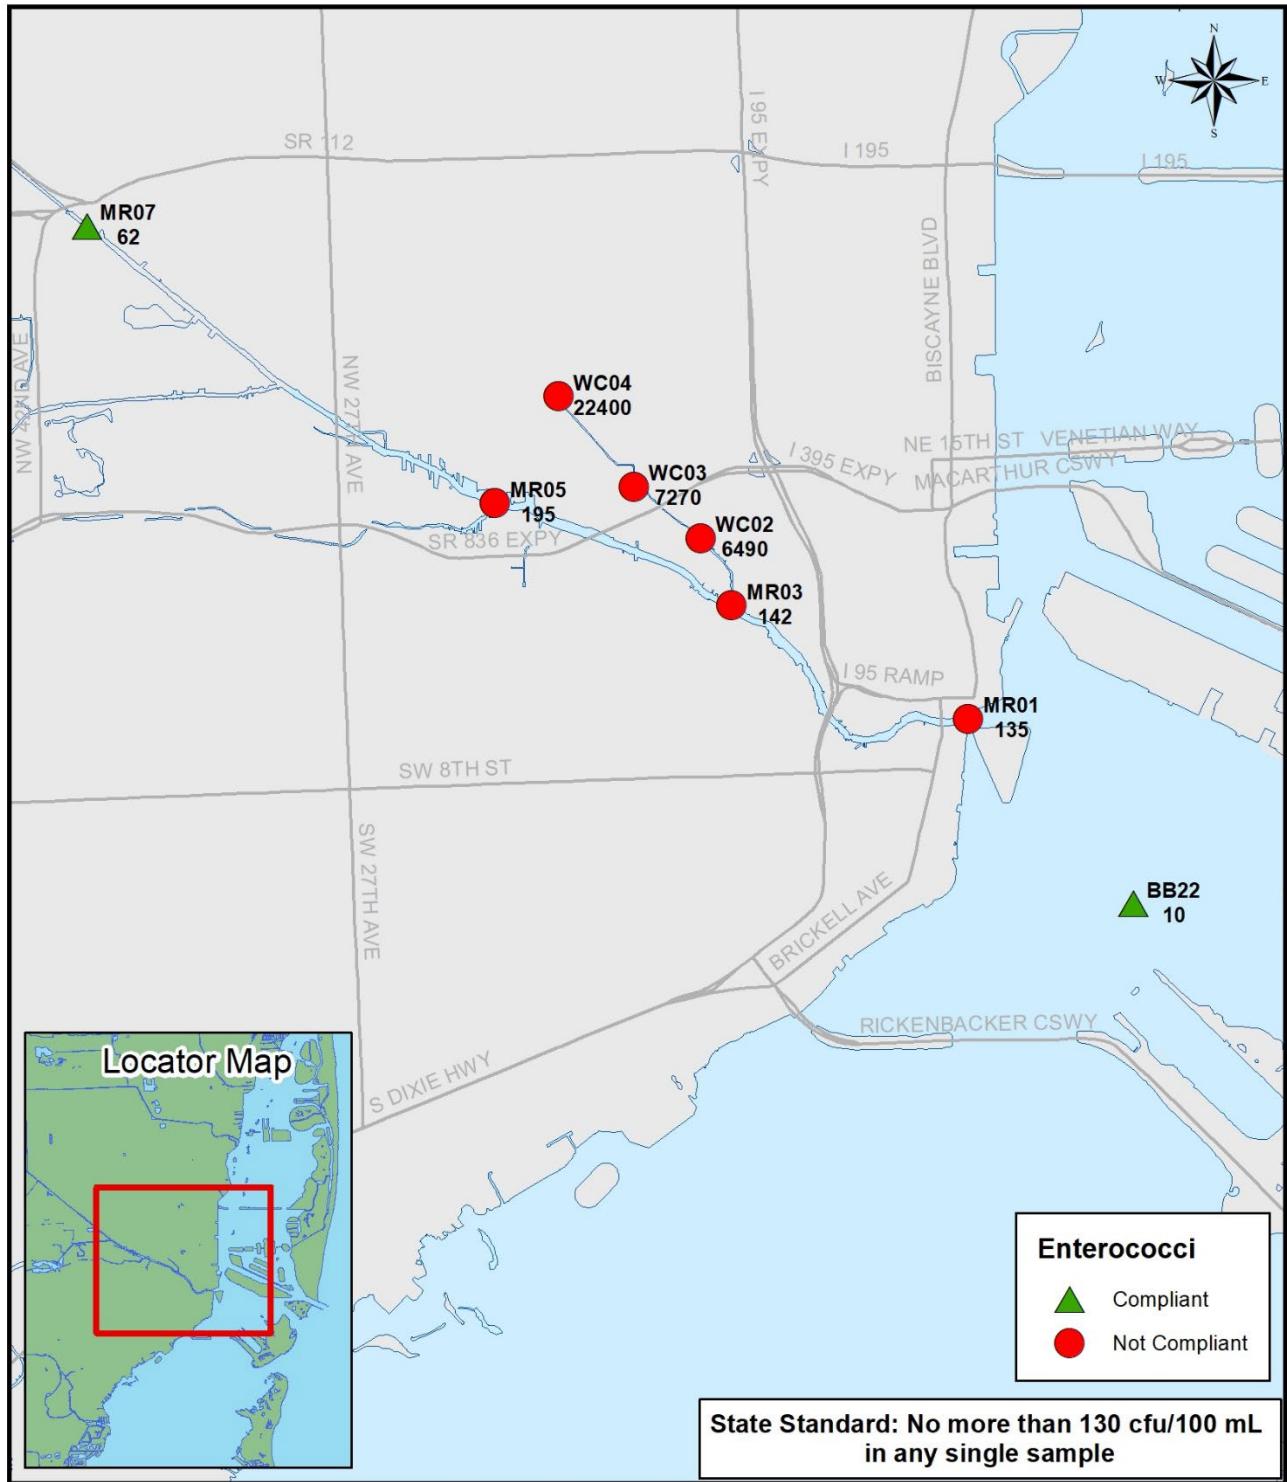 N
W E
S
I 95 EXPY
SR 112
I 195
I 195
MR07
62
BISCAYNE BLVD
NW 42ND AVE
NW 27TH AVE
WC04
22400
NE 15TH ST
VENETIAN WAY
I 395 EXPY
MACARTHUR CSWY
WC03
7270
MR05
195
WC02
6490
SR 836 EXPY
MR03
142
I 95 RAMP
MR01
135
SW 8TH ST
SW 27TH AVE
BRICKELL AVE
BB22
10
RICKENBACKER CSWY
S DIXIE HWY
Locator Map
Enterococci
Compliant
Not Compliant
State Standard: No more than 130 cfu/100 mL
in any single sample